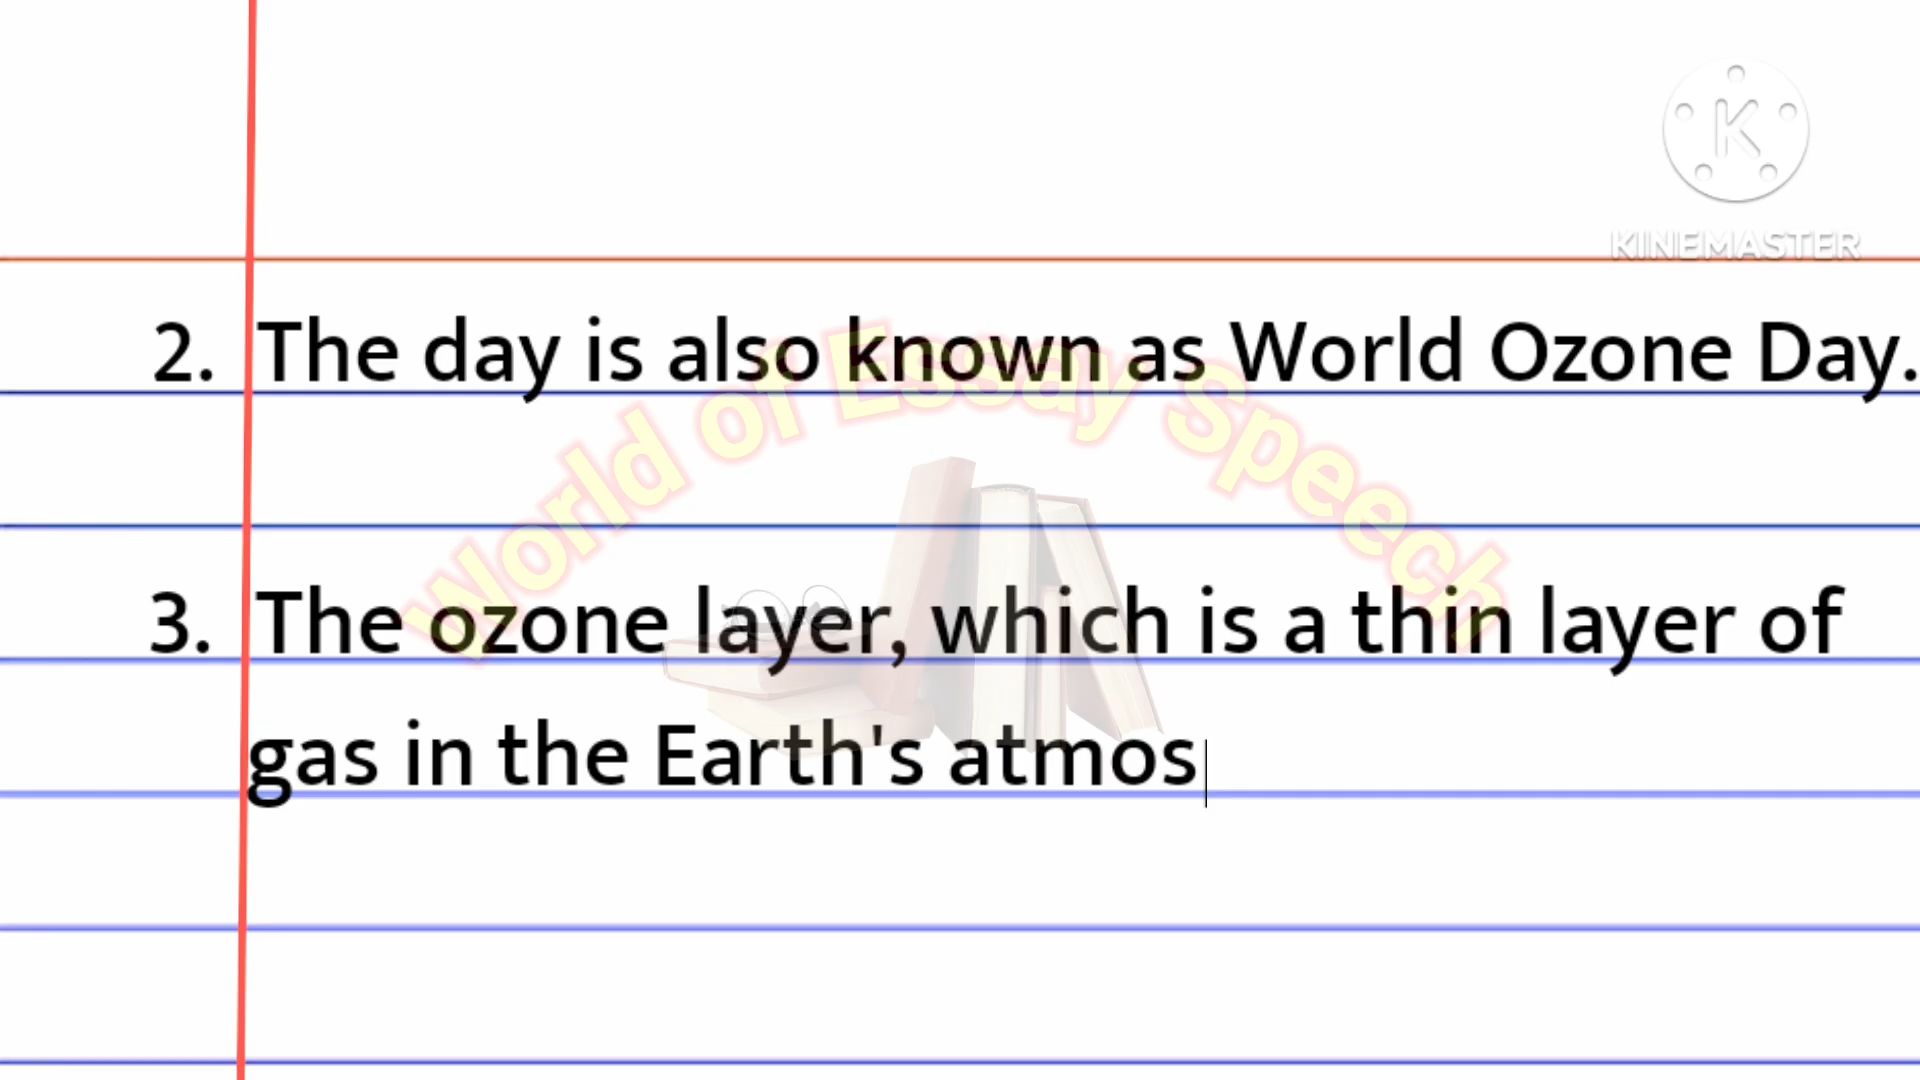 KINEMASTER
2. The day is also known as World Ozone Day.
World of Essay Speech
3. The ozone layer, which is a thin layer of
gas in the Earth's atmos